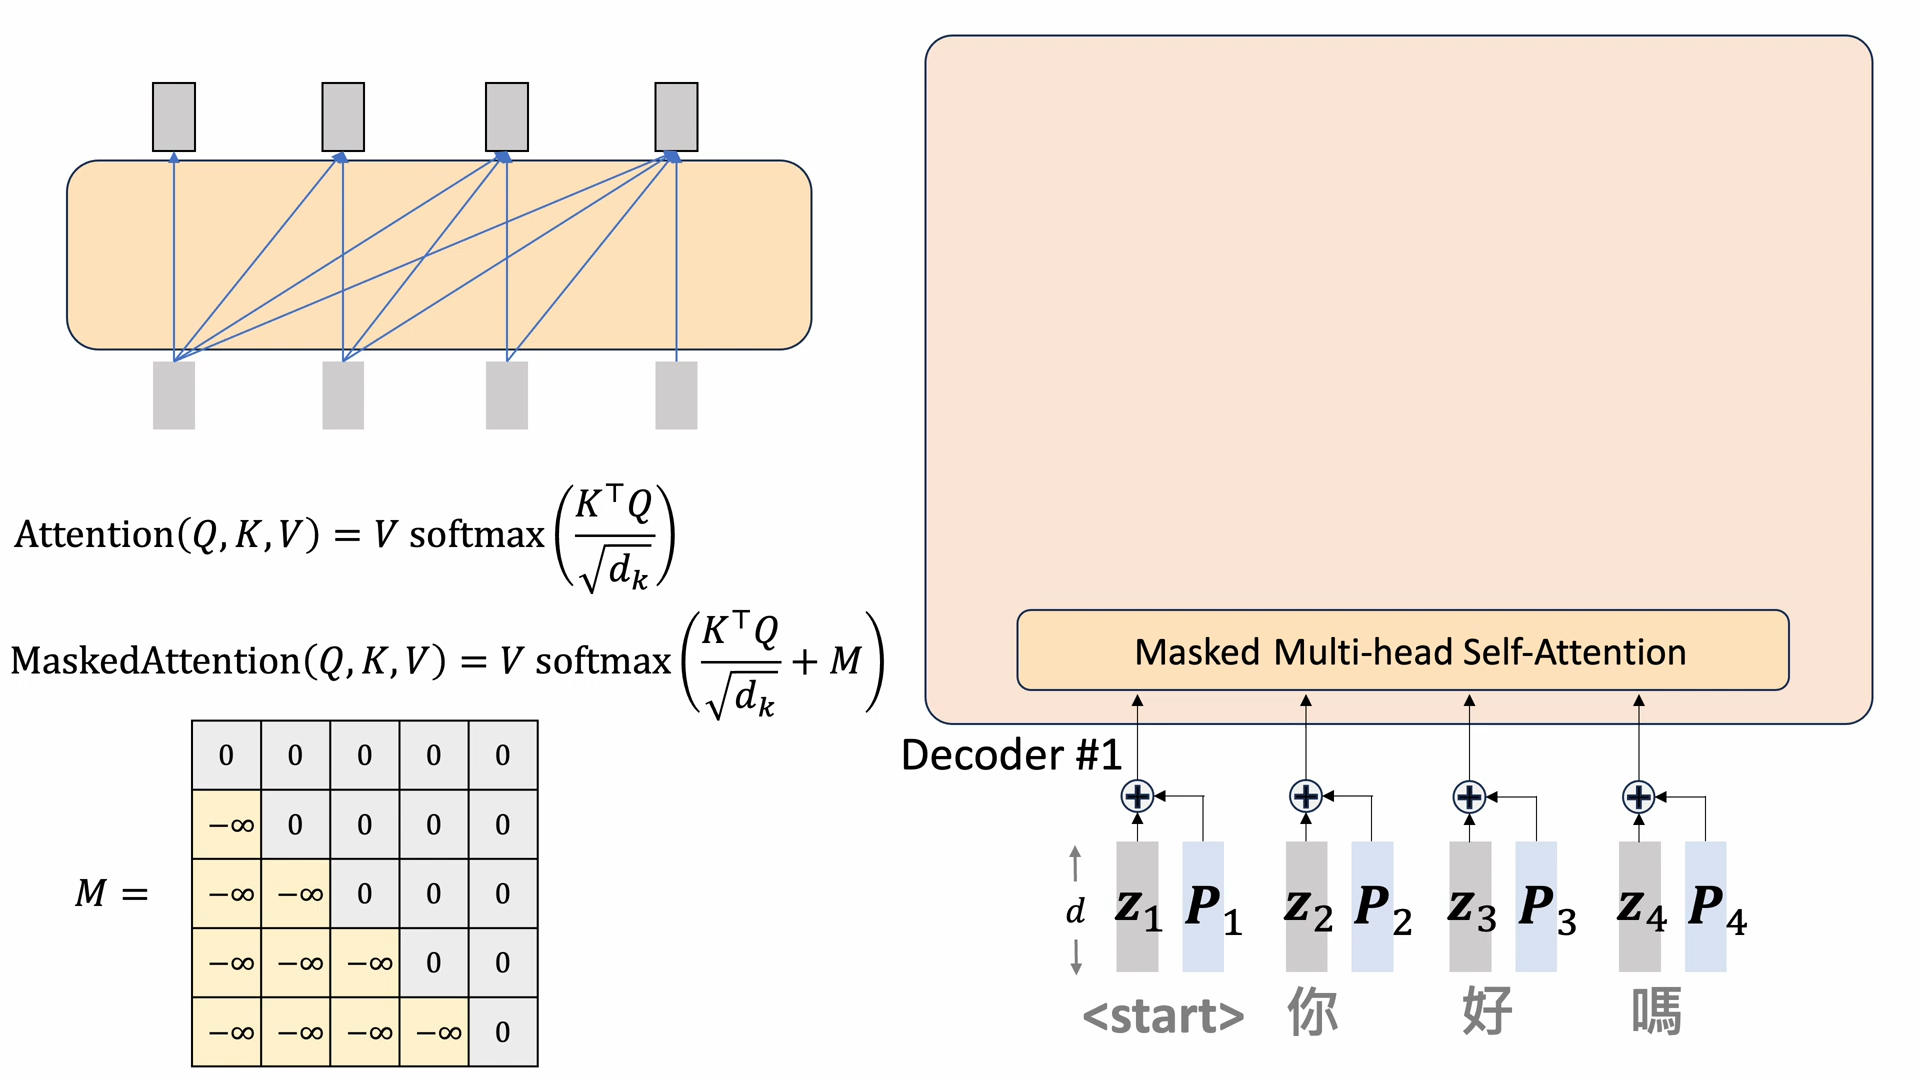 Attention(Q, K, V) = V softmax(K⊤Q / √d_k)
MaskedAttention(Q, K, V) = V softmax(K⊤Q / √d_k + M)
M =
0 0 0 0 0
−∞ 0 0 0 0
−∞ −∞ 0 0 0
−∞ −∞ −∞ 0 0
−∞ −∞ −∞ −∞ 0
Masked Multi-head Self-Attention
Decoder #1
d z₁ P₁ z₂ P₂ z₃ P₃ z₄ P₄
<start> 你 好 嗎